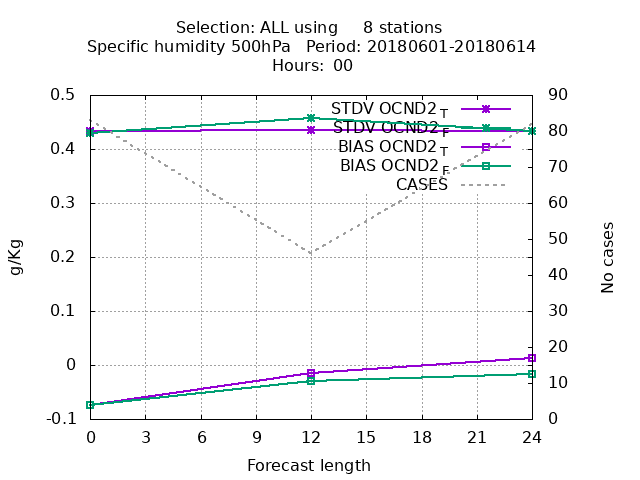 Selection: ALL using     8 stations
Specific humidity 500hPa   Period: 20180601-20180614
Hours:  00
0.5
0.4
0.3
0.2
0.1
0
-0.1
g/Kg
90
80
70
60
50
40
30
20
10
0
No cases
STDV OCND2 T
STDV OCND2 F
BIAS OCND2 T
BIAS OCND2 F
CASES
0 3 6 9 12 15 18 21 24
Forecast length